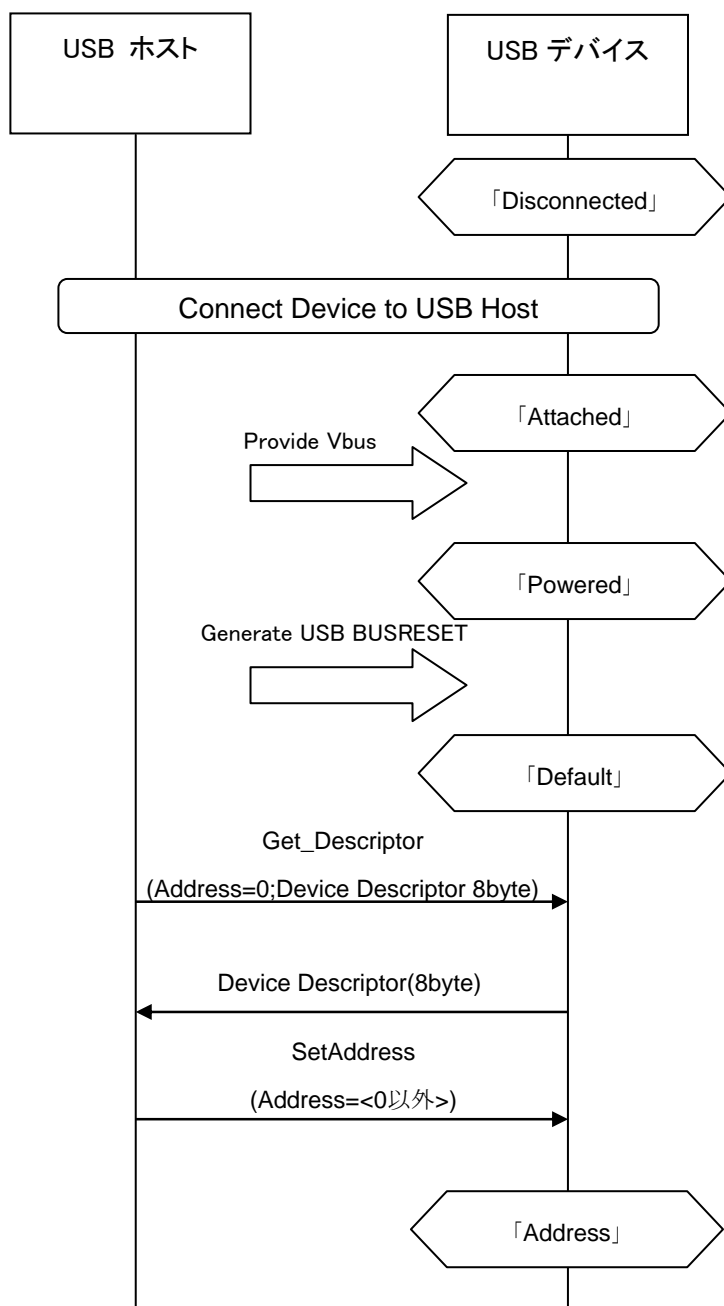 USB ホスト
USB デバイス
「Disconnected」
Connect Device to USB Host
「Attached」
Provide Vbus
「Powered」
Generate USB BUSRESET
「Default」
Get_Descriptor
(Address=0;Device Descriptor 8byte)
Device Descriptor(8byte)
SetAddress
(Address=<0以外>)
「Address」